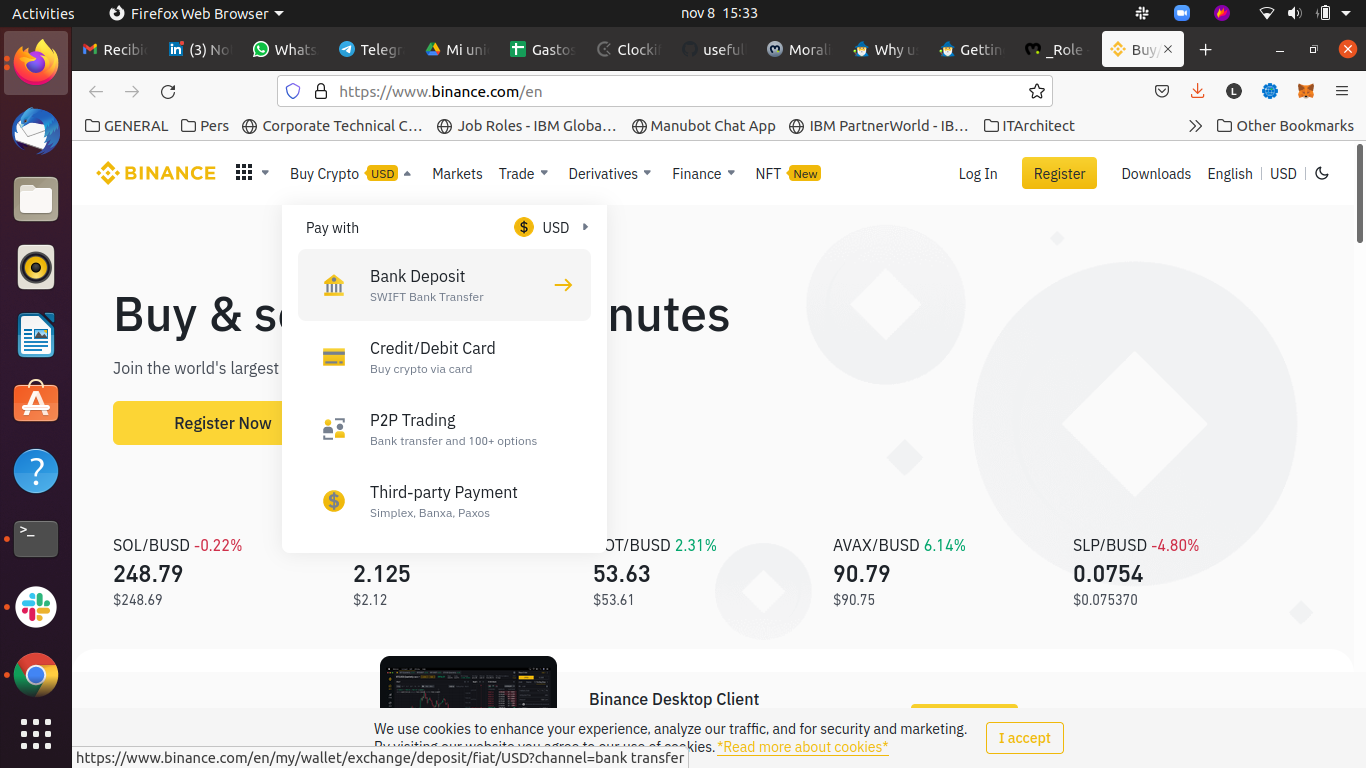 Activities
Firefox Web Browser
nov 8 15:33
Recibi
(3) No
Whats
Telegr
Mi uni
Gastos
Clocki
useful
Morali
Why u
Gettin
_Role
Buy/
https://www.binance.com/en
GENERAL
Pers
Corporate Technical C…
Job Roles - IBM Globa…
Manubot Chat App
IBM PartnerWorld - IB…
ITArchitect
Other Bookmarks
BINANCE
Buy Crypto USD
Markets
Trade
Derivatives
Finance
NFT New
Log In
Register
Downloads
English
USD
Pay with
USD
Bank Deposit
SWIFT Bank Transfer
Credit/Debit Card
Buy crypto via card
P2P Trading
Bank transfer and 100+ options
Third-party Payment
Simplex, Banxa, Paxos
Buy & s nutes
Join the world's largest
Register Now
SOL/BUSD -0.22%
248.79
$248.69
2.125
$2.12
OT/BUSD 2.31%
53.63
$53.61
AVAX/BUSD 6.14%
90.79
$90.75
SLP/BUSD -4.80%
0.0754
$0.075370
Binance Desktop Client
We use cookies to enhance your experience, analyze our traffic, and for security and marketing.
By visiting our website you agree to our use of cookies. *Read more about cookies*
I accept
https://www.binance.com/en/my/wallet/exchange/deposit/fiat/USD?channel=bank transfer